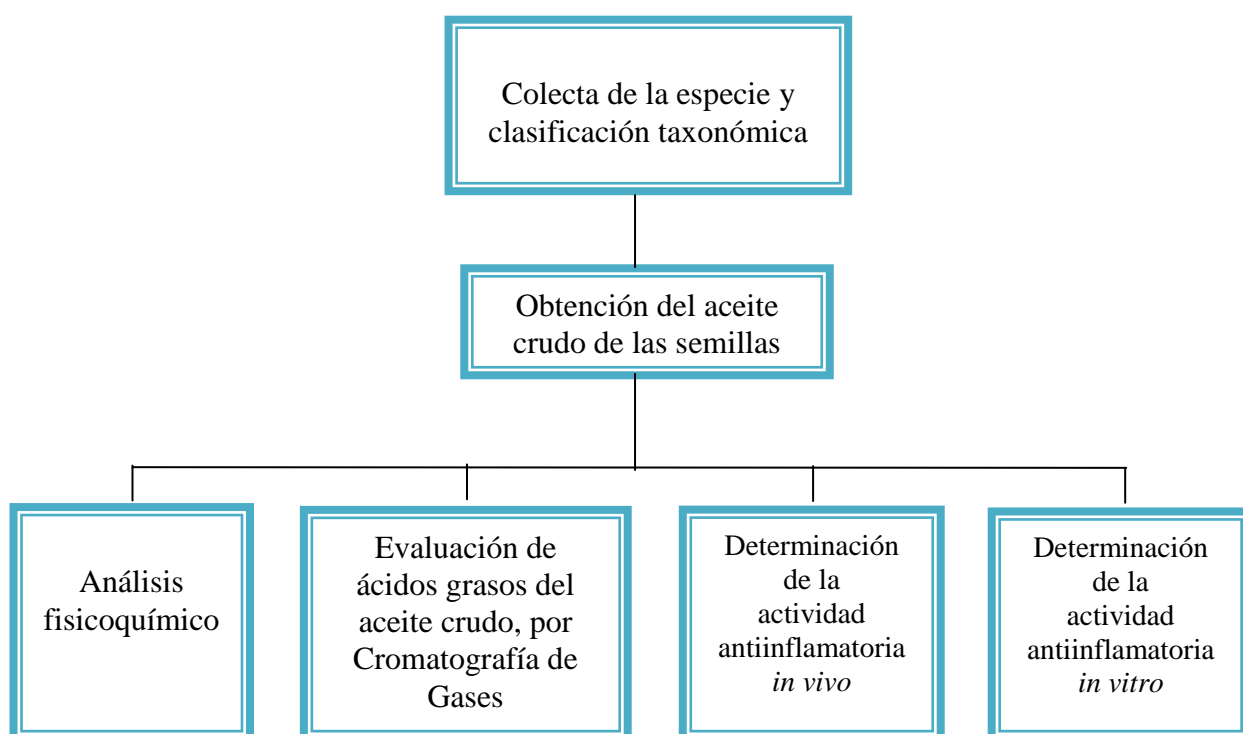 Colecta de la especie y
clasificación taxonómica
Obtención del aceite
crudo de las semillas
Análisis
fisicoquímico
Evaluación de
ácidos grasos del
aceite crudo, por
Cromatografía de
Gases
Determinación
de la
actividad
antiinflamatoria
in vivo
Determinación
de la
actividad
antiinflamatoria
in vitro